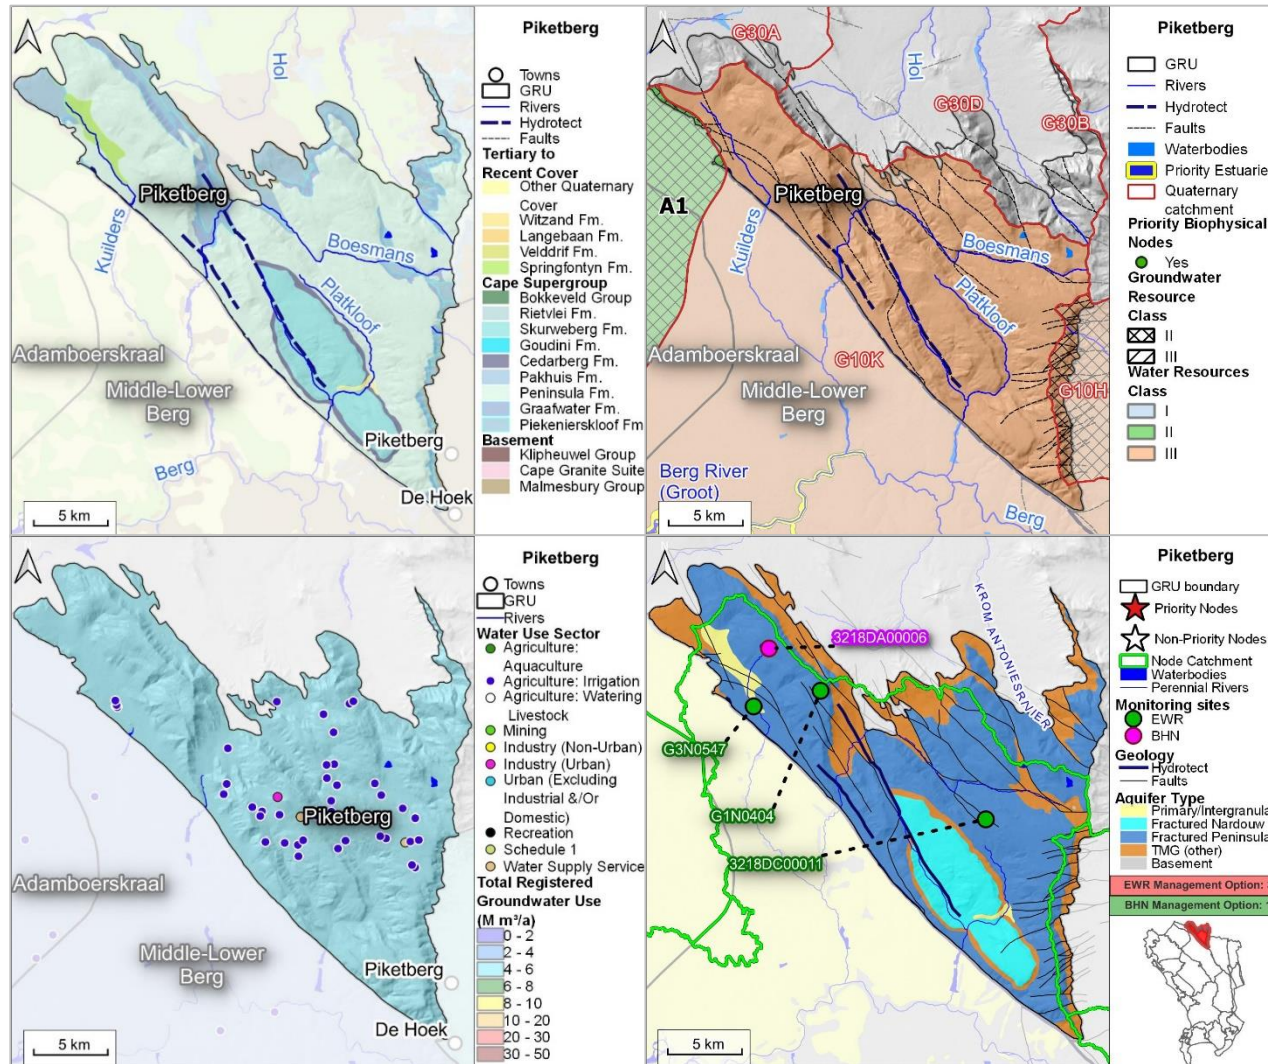 Hol
Piketberg
Kuilders
Boesmans
Platkloof
Adamboerskraal
Middle-Lower
Berg
Piketberg
Berg
De Hoek
5 km
Piketberg
Towns
GRU
Rivers
Hydrotect
Faults
Tertiary to
Recent Cover
Other Quaternary
Cover
Witzand Fm.
Langebaan Fm.
Velddrif Fm.
Springfontyn Fm.
Cape Supergroup
Bokkeveld Group
Rietvlei Fm.
Skurweberg Fm.
Goudini Fm.
Cedarberg Fm.
Pakhuis Fm.
Peninsula Fm.
Graafwater Fm.
Piekenierskloof Fm
Basement
Klipheuwel Group
Cape Granite Suite
Malmesbury Group
G30A
Hol
G30D
G30B
A1
Piketberg
Kuilders
Boesmans
Platkloof
Adamboerskraal
G10K
G10H
Middle-Lower
Berg
Berg River
(Groot)
Berg
5 km
Piketberg
GRU
Rivers
Hydrotect
Faults
Waterbodies
Priority Estuarie
Quaternary
catchment
Priority Biophysical
Nodes
Yes
Groundwater
Resource
Class
II
III
Water Resources
Class
I
II
III
Piketberg
Adamboerskraal
Middle-Lower
Berg
Piketberg
De Hoek
5 km
Piketberg
Towns
GRU
Rivers
Water Use Sector
Agriculture:
Aquaculture
Agriculture: Irrigation
Agriculture: Watering
Livestock
Mining
Industry (Non-Urban)
Industry (Urban)
Urban (Excluding
Industrial &/Or
Domestic)
Recreation
Schedule 1
Water Supply Service
Total Registered
Groundwater Use
(M m³/a)
0 - 2
2 - 4
4 - 6
6 - 8
8 - 10
10 - 20
20 - 30
30 - 50
KROM ANTONIESRIVIER
3218DA00006
G3N0547
G1N0404
3218DC00011
5 km
Piketberg
GRU boundary
Priority Nodes
Non-Priority Nodes
Node Catchment
Waterbodies
Perennial Rivers
Monitoring sites
EWR
BHN
Geology
Hydrotect
Faults
Aquifer Type
Primary/Intergranula
Fractured Nardouw
Fractured Peninsul
TMG (other)
Basement
EWR Management Option:
BHN Management Option: